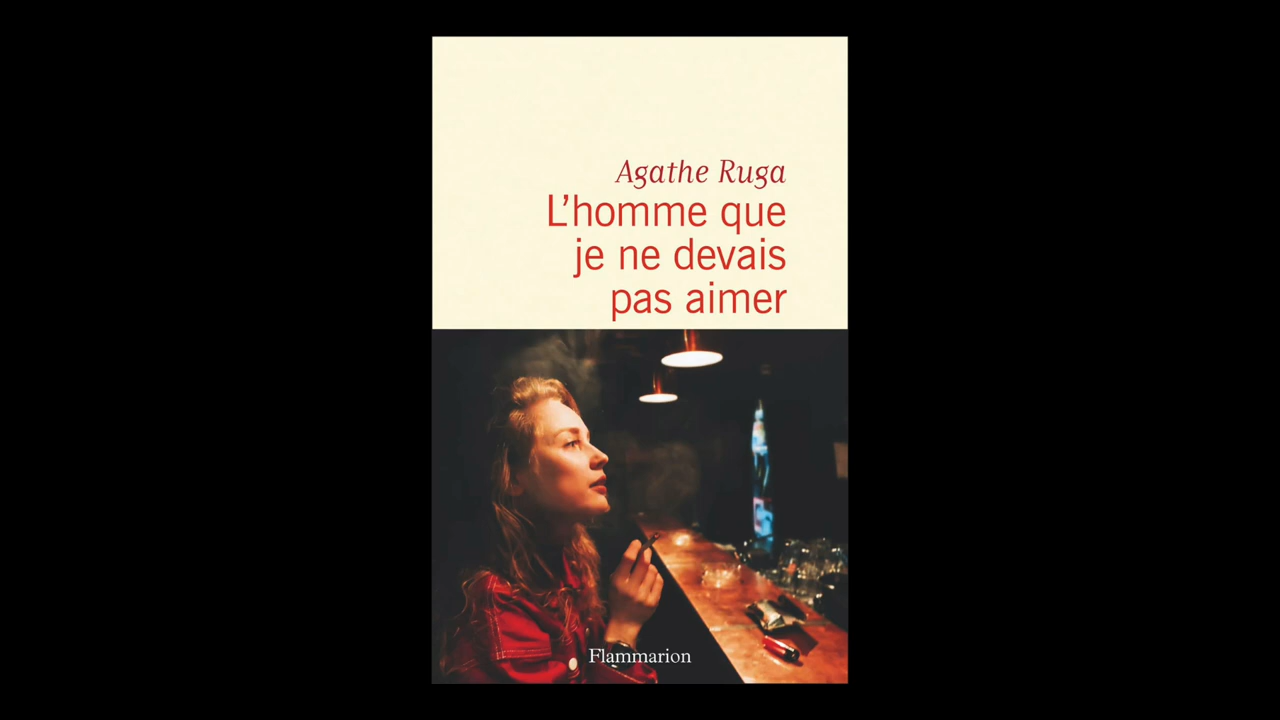 Agathe Ruga
L’homme que
je ne devais
pas aimer
Flammarion